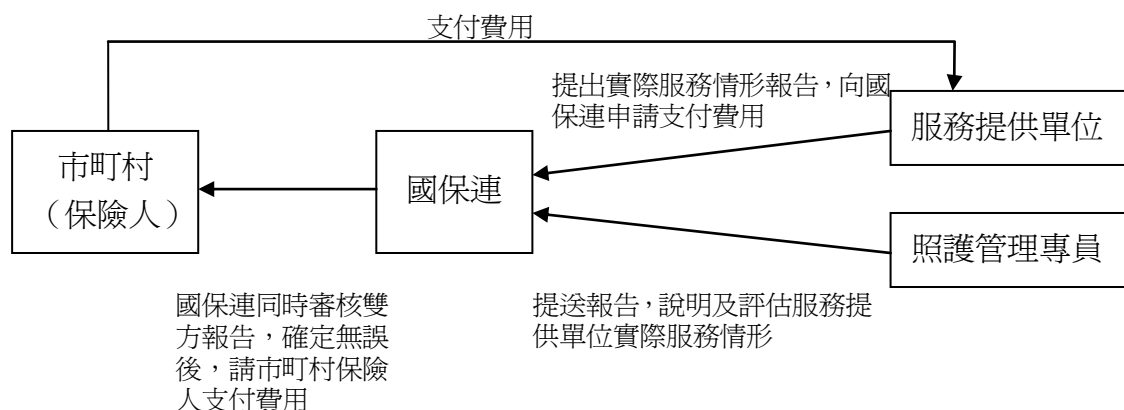 支付費用
提出實際服務情形報告，向國
保連申請支付費用
服務提供單位
市町村
（保險人）
國保連
照護管理專員
國保連同時審核雙
方報告，確定無誤
後，請市町村保險
人支付費用
提送報告，說明及評估服務提
供單位實際服務情形